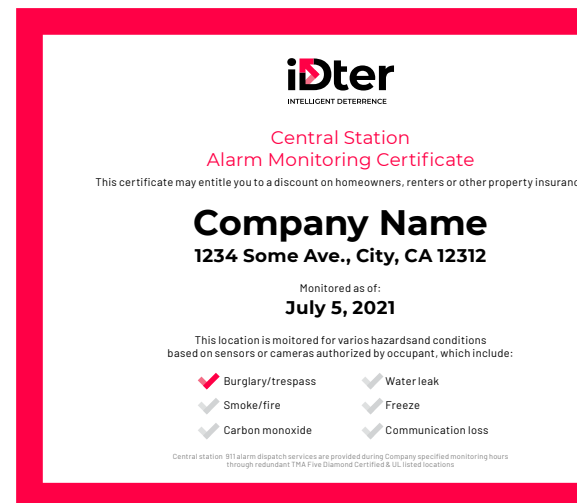 iDter
INTELLIGENT DETERRENCE
Central Station
Alarm Monitoring Certificate
This certificate may entitle you to a discount on homeowners, renters or other property insuranc
Company Name
1234 Some Ave., City, CA 12312
Monitored as of:
July 5, 2021
This location is moitored for varios hazardsand conditions
based on sensors or cameras authorized by occupant, which include:
Burglary/trespass
Water leak
Smoke/fire
Freeze
Carbon monoxide
Communication loss
Central station 911 alarm dispatch services are provided during Company specified monitoring hours
through redundant TMA Five Diamond Certified & UL listed locations